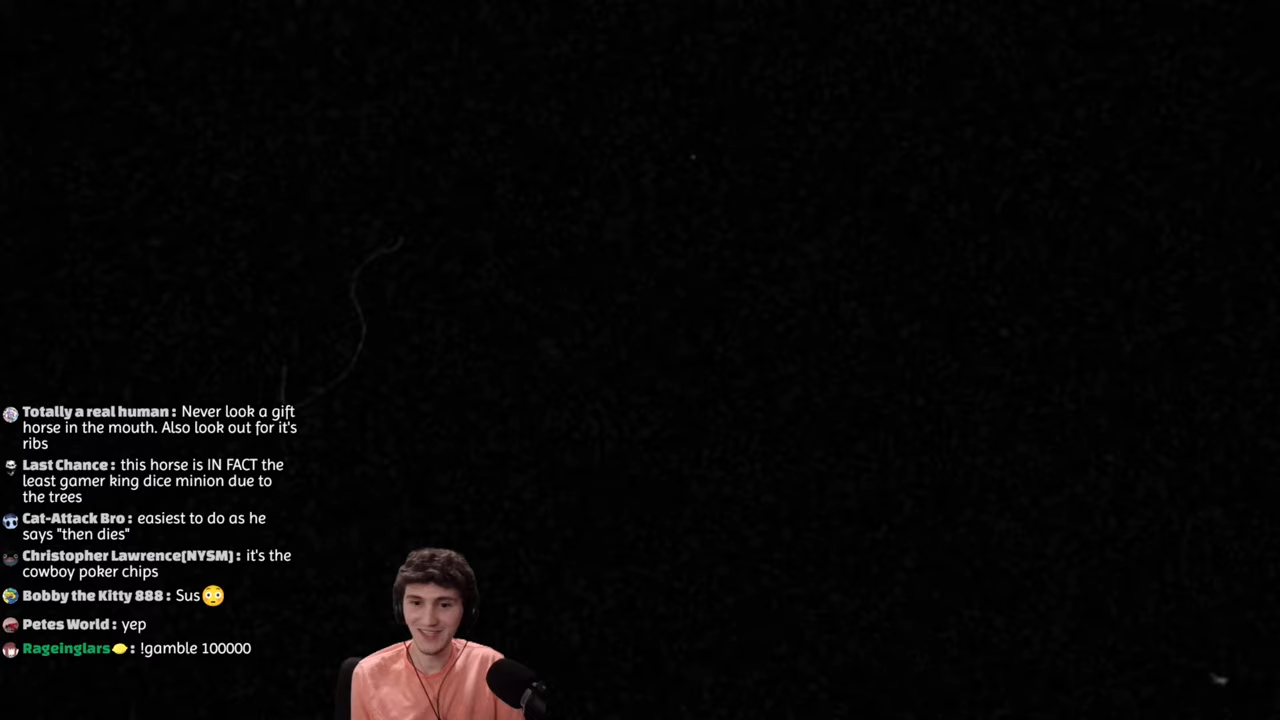 Totally a real human : Never look a gift
horse in the mouth. Also look out for it's
ribs
Last Chance : this horse is IN FACT the
least gamer king dice minion due to
the trees
Cat-Attack Bro : easiest to do as he
says "then dies"
Christopher Lawrence[NYSM] : it's the
cowboy poker chips
Bobby the Kitty 888 : Sus😳
Petes World : yep
Rageinglars🍋 : !gamble 100000